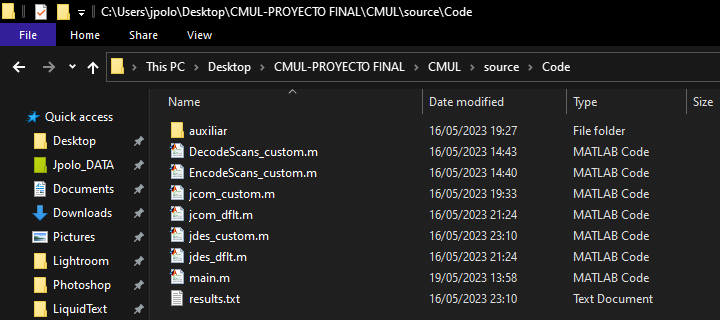 C:\Users\jpolo\Desktop\CMUL-PROYECTO FINAL\CMUL\source\Code
File Home Share View
This PC Desktop CMUL-PROYECTO FINAL CMUL source Code
Name Date modified Type Size
Quick access
Desktop
Jpolo_DATA
Documents
Downloads
Pictures
Lightroom
Photoshop
LiquidText
auxiliar 16/05/2023 19:27 File folder
DecodeScans_custom.m 16/05/2023 14:43 MATLAB Code
EncodeScans_custom.m 16/05/2023 14:40 MATLAB Code
jcom_custom.m 16/05/2023 19:33 MATLAB Code
jcom_dflt.m 16/05/2023 21:24 MATLAB Code
jdes_custom.m 16/05/2023 23:10 MATLAB Code
jdes_dflt.m 16/05/2023 21:24 MATLAB Code
main.m 19/05/2023 13:58 MATLAB Code
results.txt 16/05/2023 23:10 Text Document